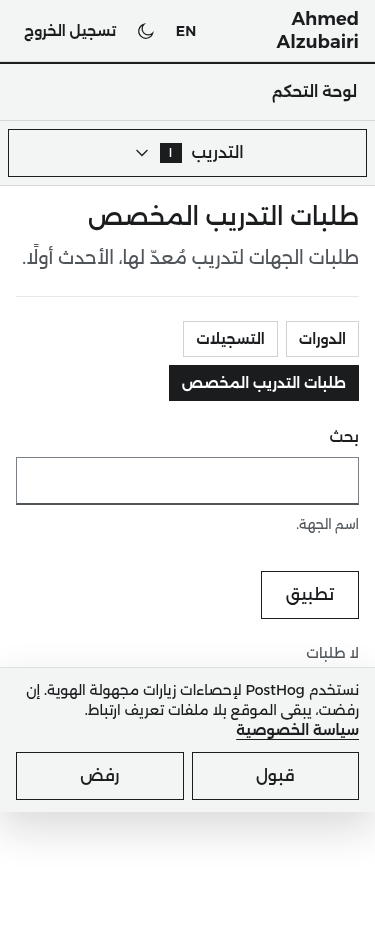 Ahmed
Alzubairi
EN
تسجيل الخروج
لوحة التحكم
التدريب ١
طلبات التدريب المخصص
طلبات الجهات لتدريب مُعدّ لها، الأحدث أولًا.
الدورات
التسجيلات
طلبات التدريب المخصص
بحث
اسم الجهة.
تطبيق
لا طلبات
نستخدم PostHog لإحصاءات زيارات مجهولة الهوية. إن
رفضت، يبقى الموقع بلا ملفات تعريف ارتباط.
سياسة الخصوصية
قبول
رفض